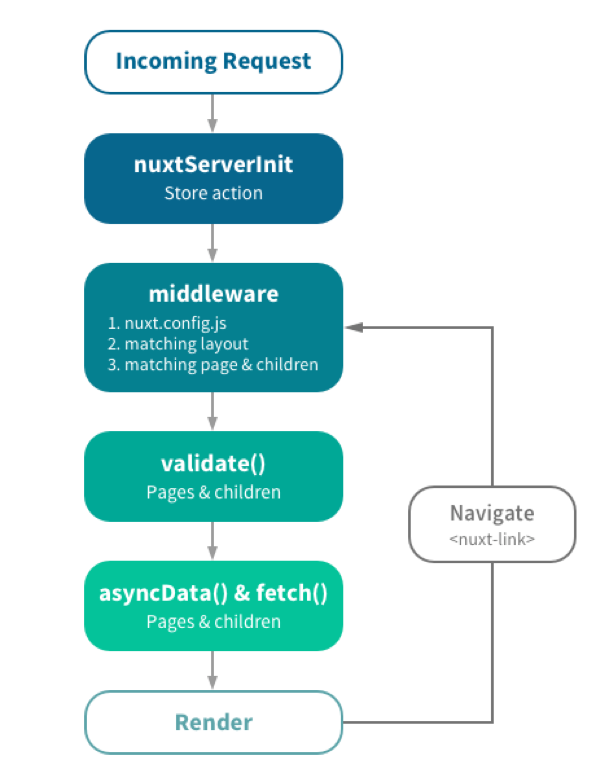 Incoming Request
nuxtServerInit
Store action
middleware
1. nuxt.config.js
2. matching layout
3. matching page & children
validate()
Pages & children
Navigate
<nuxt-link>
asyncData() & fetch()
Pages & children
Render